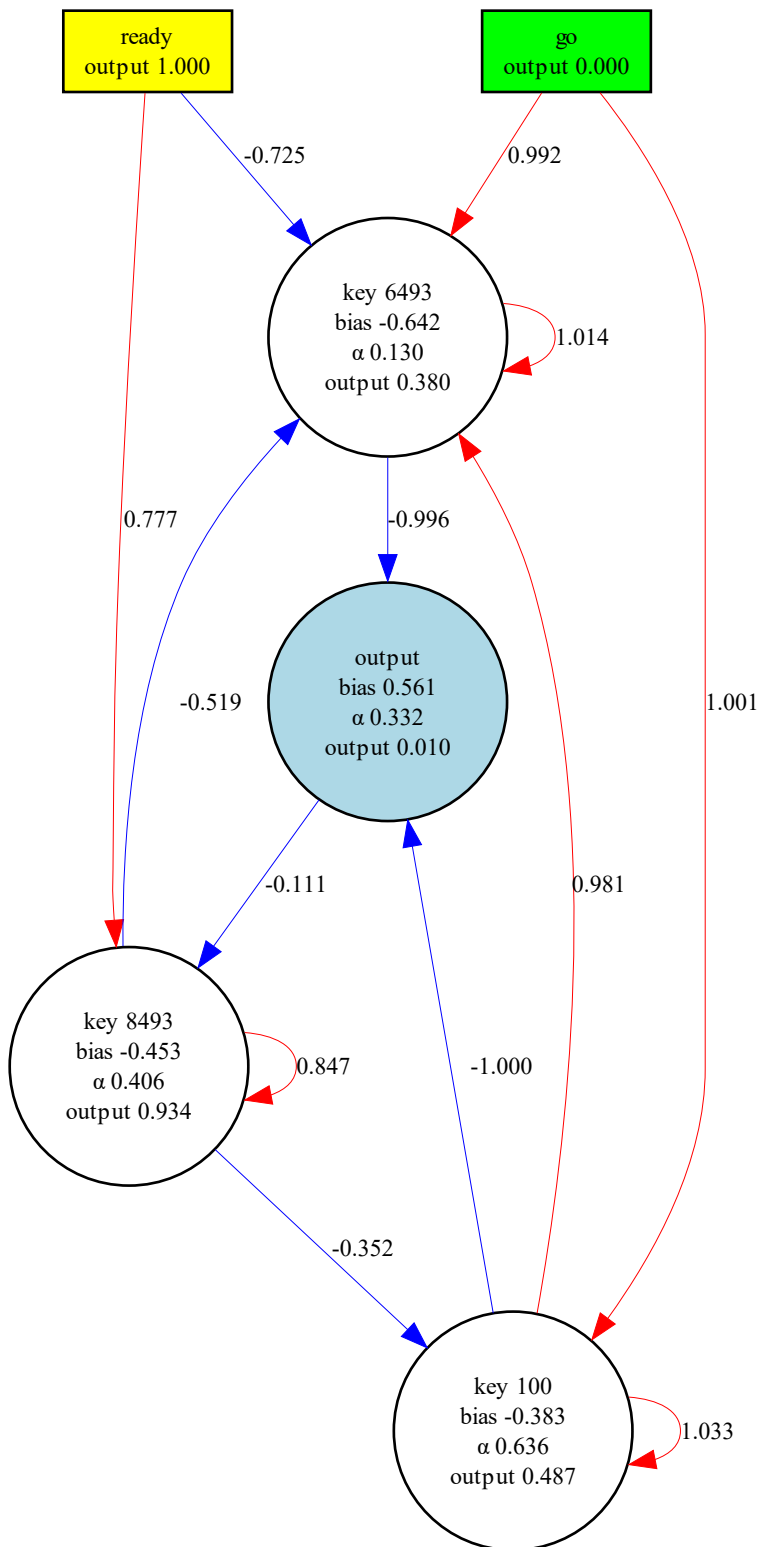 ready
output 1.000
go
output 0.000
-0.725
0.992
key 6493
bias -0.642
α 0.130
output 0.380
1.014
0.777
-0.996
-0.519
output
bias 0.561
α 0.332
output 0.010
1.001
-0.111
0.981
key 8493
bias -0.453
α 0.406
output 0.934
0.847
-1.000
-0.352
key 100
bias -0.383
α 0.636
output 0.487
1.033